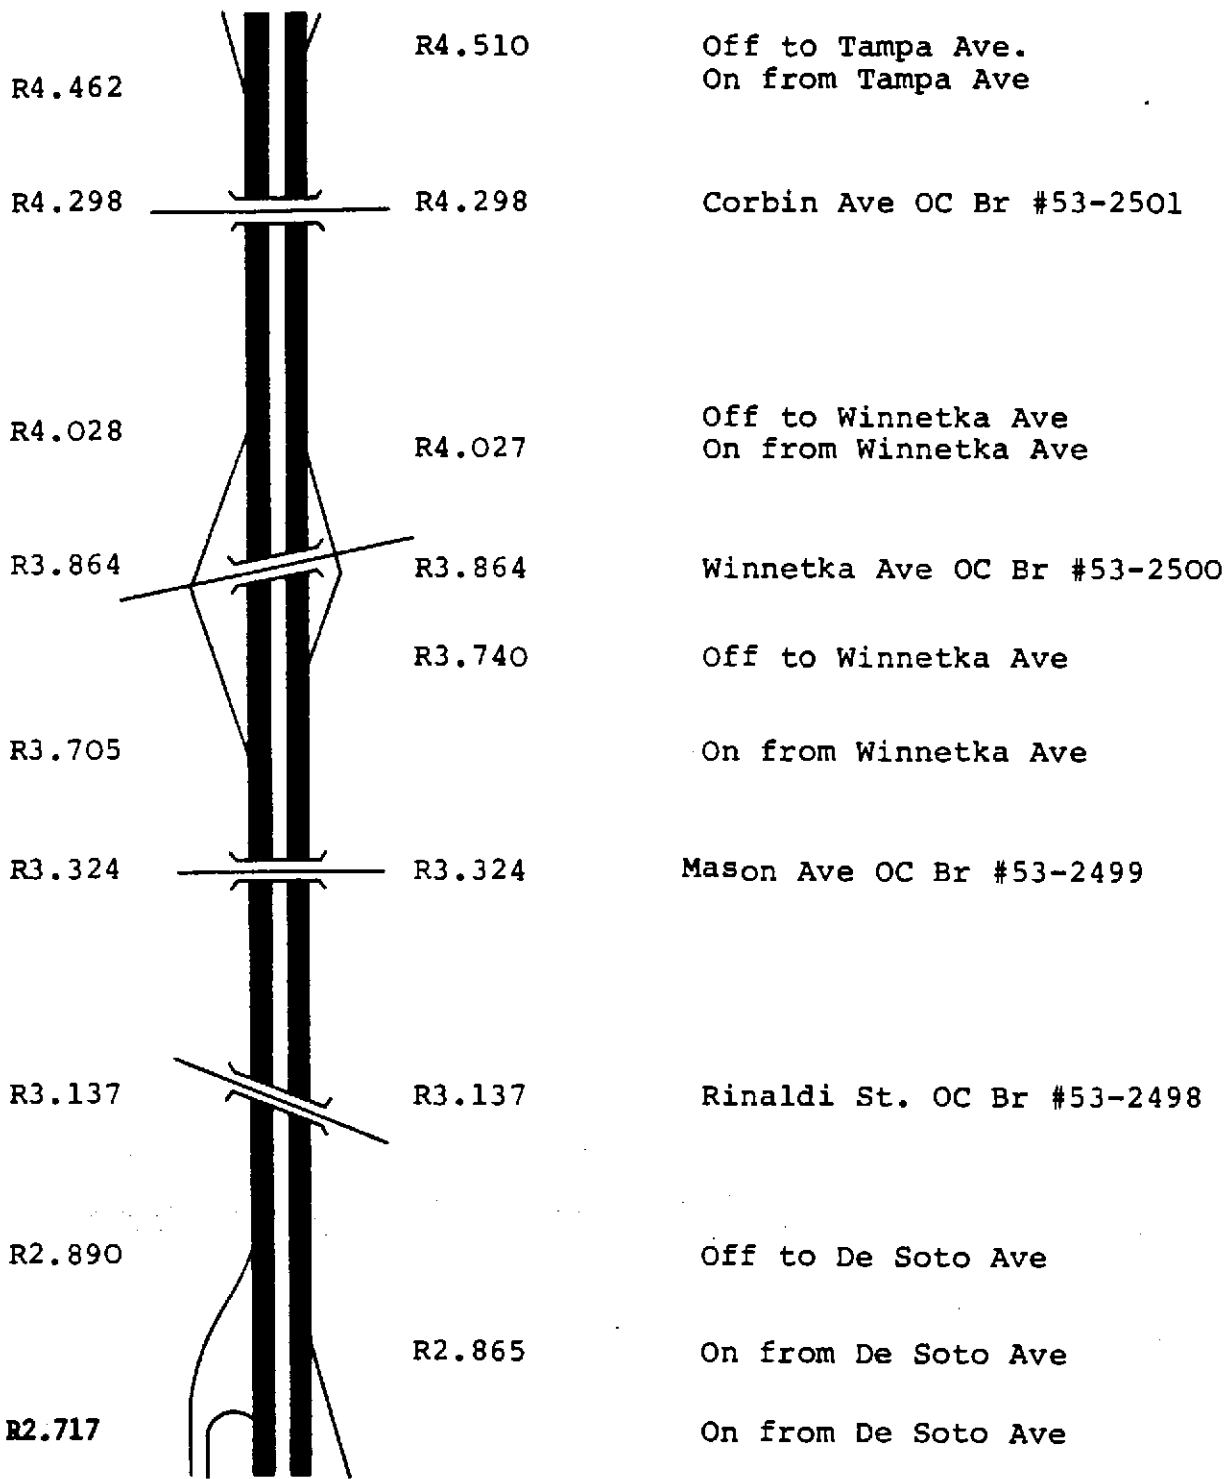 R4.510 Off to Tampa Ave.
R4.462 On from Tampa Ave
R4.298 R4.298 Corbin Ave OC Br #53-2501
R4.028 Off to Winnetka Ave
R4.027 On from Winnetka Ave
R3.864 R3.864 Winnetka Ave OC Br #53-2500
R3.740 Off to Winnetka Ave
R3.705 On from Winnetka Ave
R3.324 R3.324 Mason Ave OC Br #53-2499
R3.137 R3.137 Rinaldi St. OC Br #53-2498
R2.890 Off to De Soto Ave
R2.865 On from De Soto Ave
R2.717 On from De Soto Ave